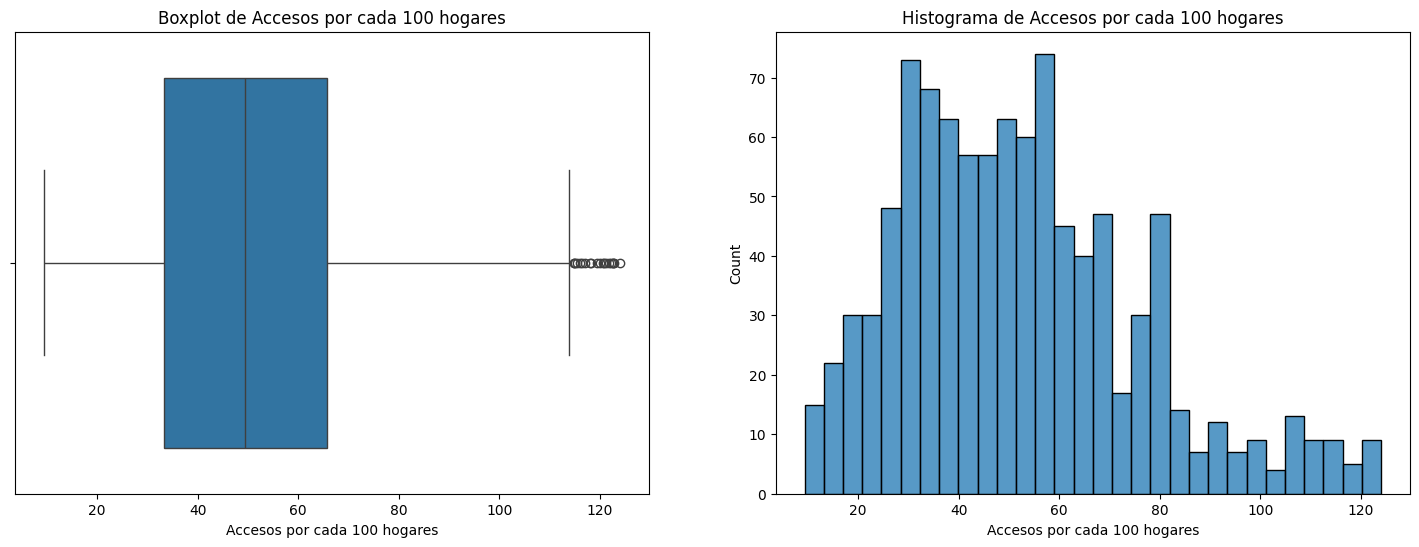 Boxplot de Accesos por cada 100 hogares
20 40 60 80 100 120
Accesos por cada 100 hogares
Histograma de Accesos por cada 100 hogares
Count
70
60
50
40
30
20
10
0
20 40 60 80 100 120
Accesos por cada 100 hogares